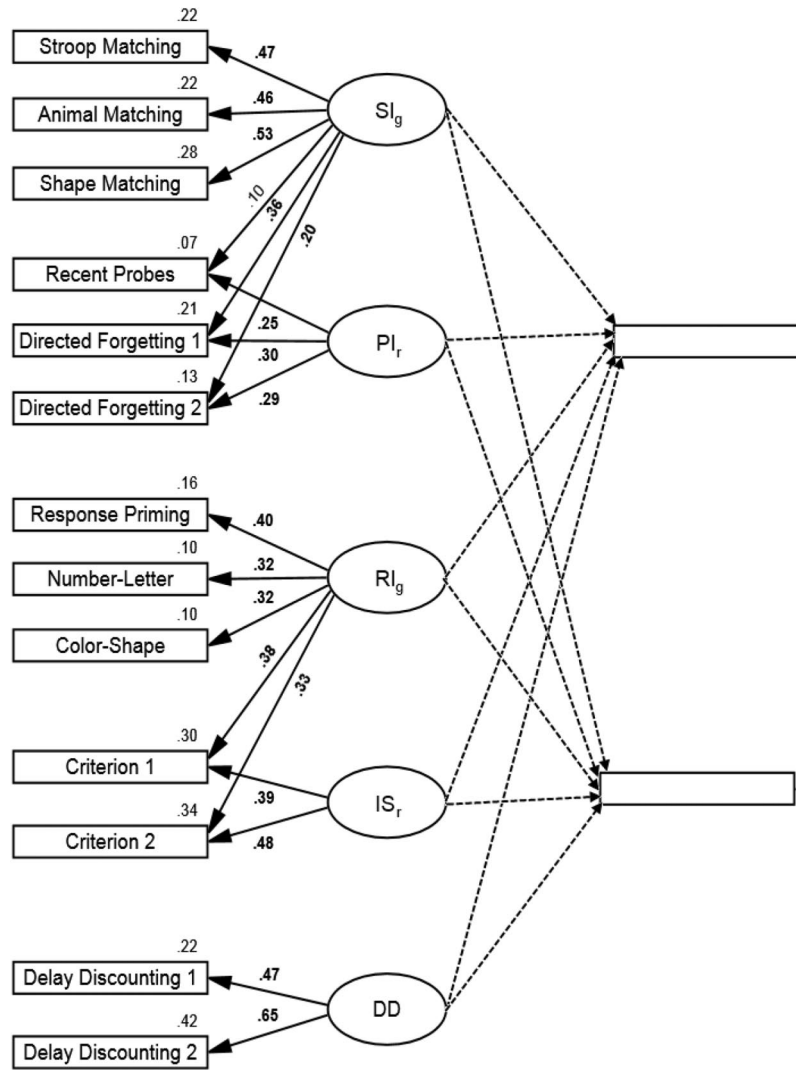 .22
Stroop Matching
.47
.22
Animal Matching
.46
SIg
.53
.28
Shape Matching
.10
.36
.20
.07
Recent Probes
.21
.25
Directed Forgetting 1
PIr
.30
.13
.29
Directed Forgetting 2
.16
Response Priming
.40
.10
Number-Letter
.32
RIg
.32
.10
Color-Shape
.38
.33
.30
Criterion 1
.39
ISr
.34
Criterion 2
.48
.22
Delay Discounting 1
.47
DD
.65
.42
Delay Discounting 2